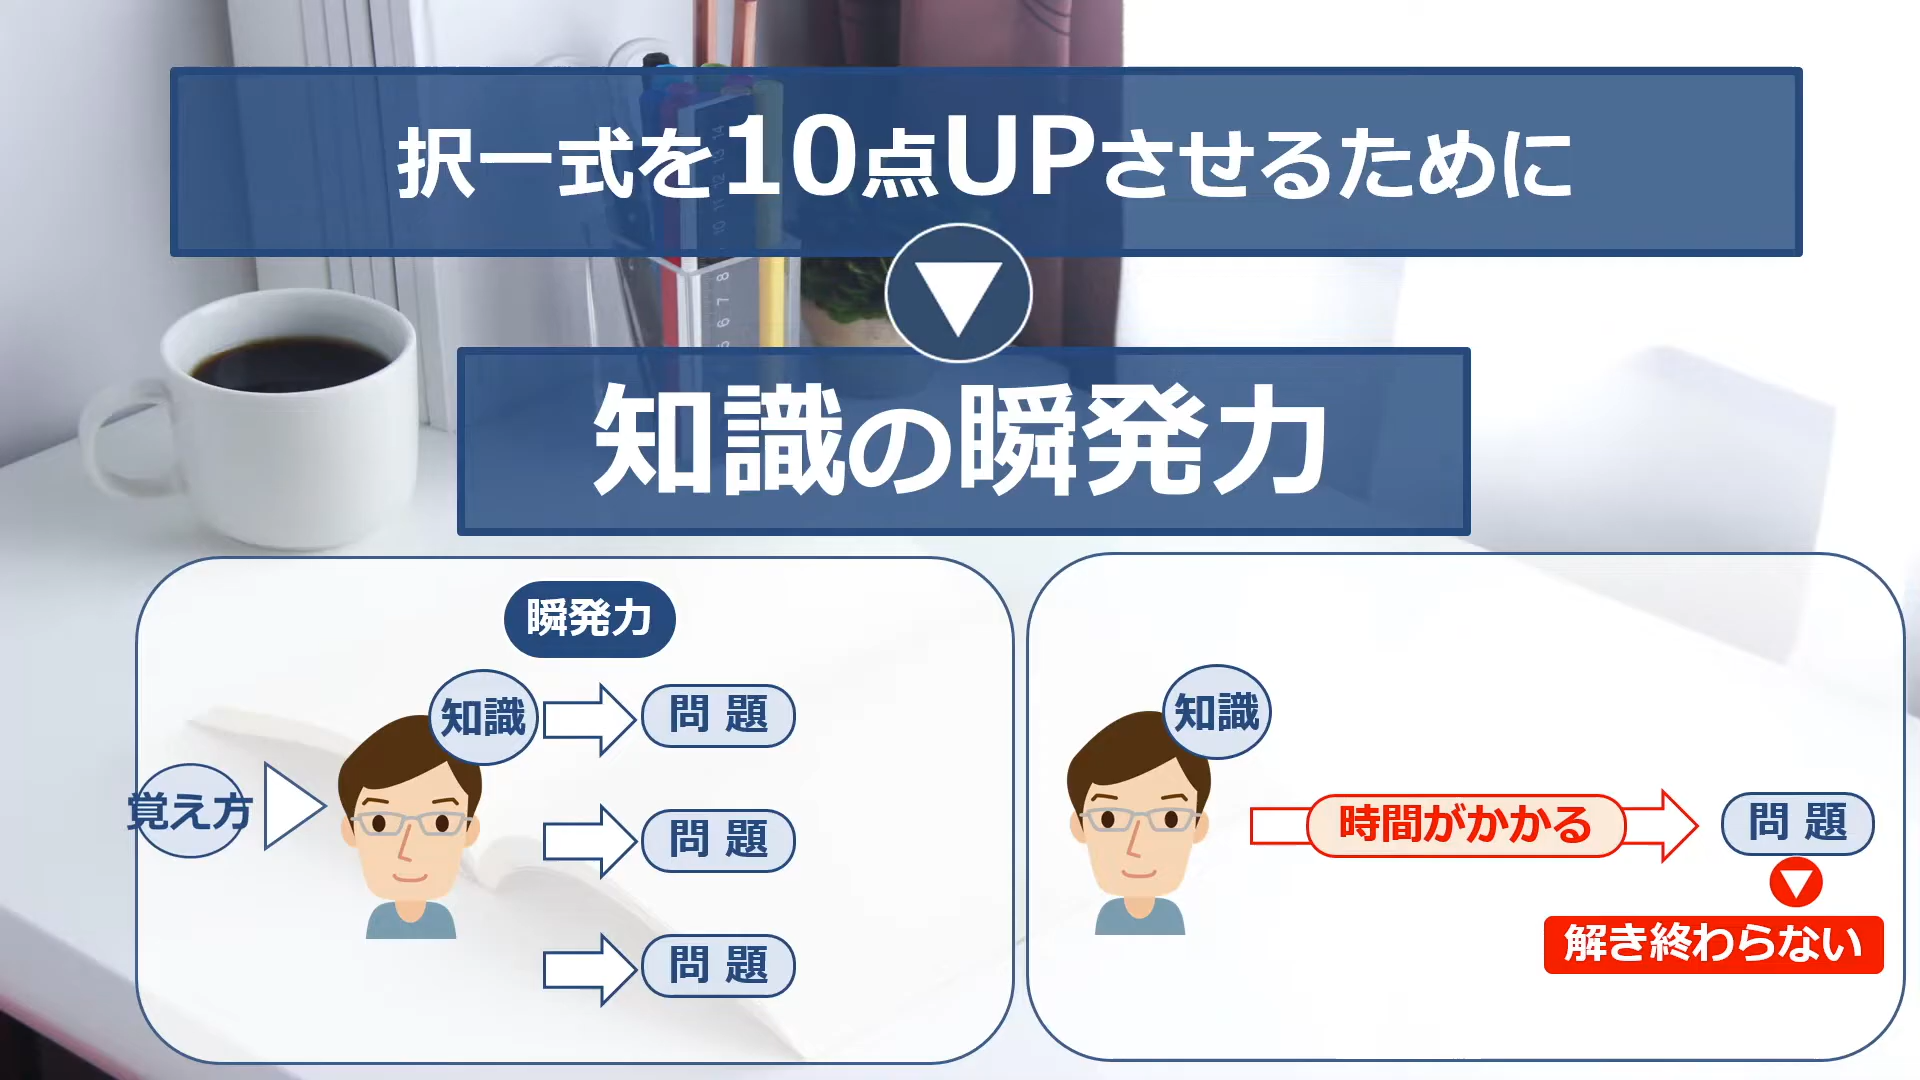 択一式を10点UPさせるために
知識の瞬発力
瞬発力
知識
問題
覚え方
問題
問題
知識
時間がかかる
問題
解き終わらない